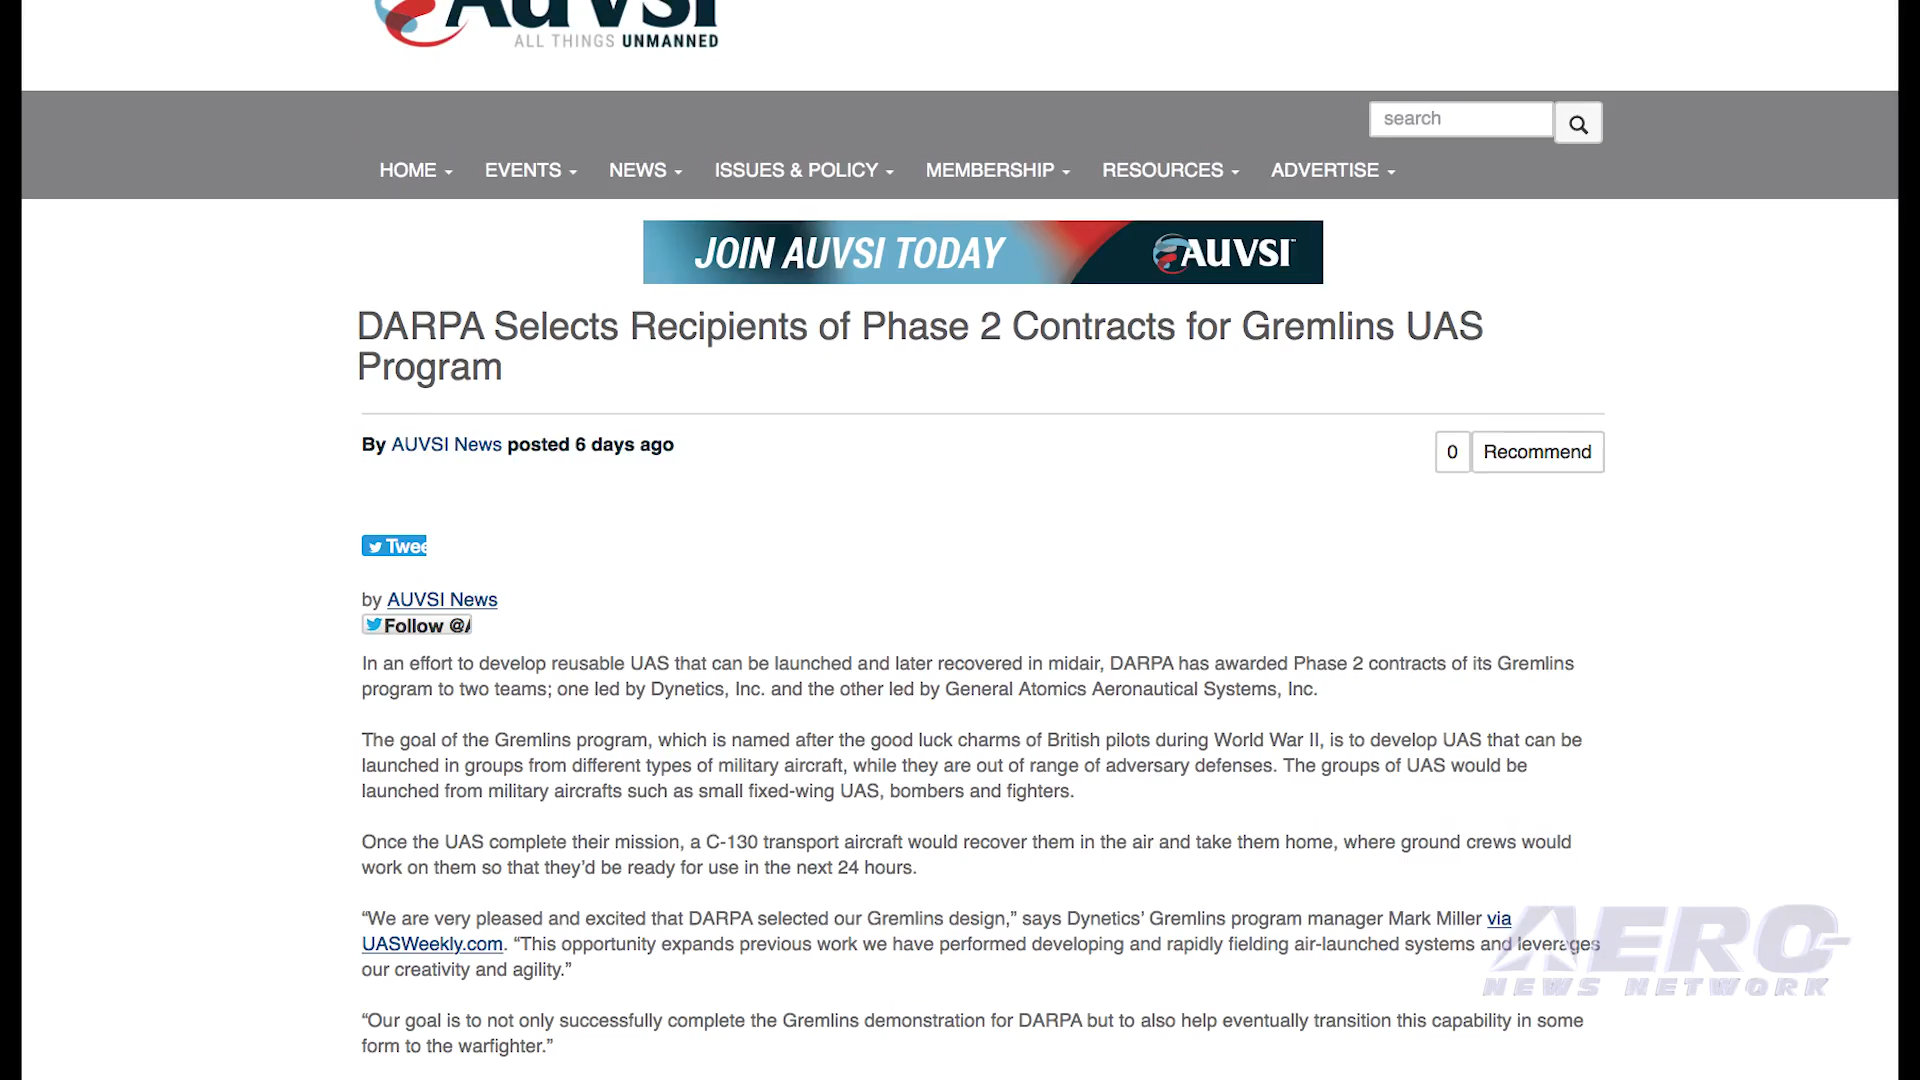 AUVSI
ALL THINGS UNMANNED
search
HOME EVENTS NEWS ISSUES & POLICY MEMBERSHIP RESOURCES ADVERTISE
JOIN AUVSI TODAY AUVSI™
DARPA Selects Recipients of Phase 2 Contracts for Gremlins UAS
Program
By AUVSI News posted 6 days ago
0 Recommend
Twee
by AUVSI News
Follow @A
In an effort to develop reusable UAS that can be launched and later recovered in midair, DARPA has awarded Phase 2 contracts of its Gremlins
program to two teams; one led by Dynetics, Inc. and the other led by General Atomics Aeronautical Systems, Inc.
The goal of the Gremlins program, which is named after the good luck charms of British pilots during World War II, is to develop UAS that can be
launched in groups from different types of military aircraft, while they are out of range of adversary defenses. The groups of UAS would be
launched from military aircrafts such as small fixed-wing UAS, bombers and fighters.
Once the UAS complete their mission, a C-130 transport aircraft would recover them in the air and take them home, where ground crews would
work on them so that they’d be ready for use in the next 24 hours.
“We are very pleased and excited that DARPA selected our Gremlins design,” says Dynetics’ Gremlins program manager Mark Miller via
UASWeekly.com. “This opportunity expands previous work we have performed developing and rapidly fielding air-launched systems and leverages
our creativity and agility.”
“Our goal is to not only successfully complete the Gremlins demonstration for DARPA but to also help eventually transition this capability in some
form to the warfighter.”
AERO
NEWS NETWORK